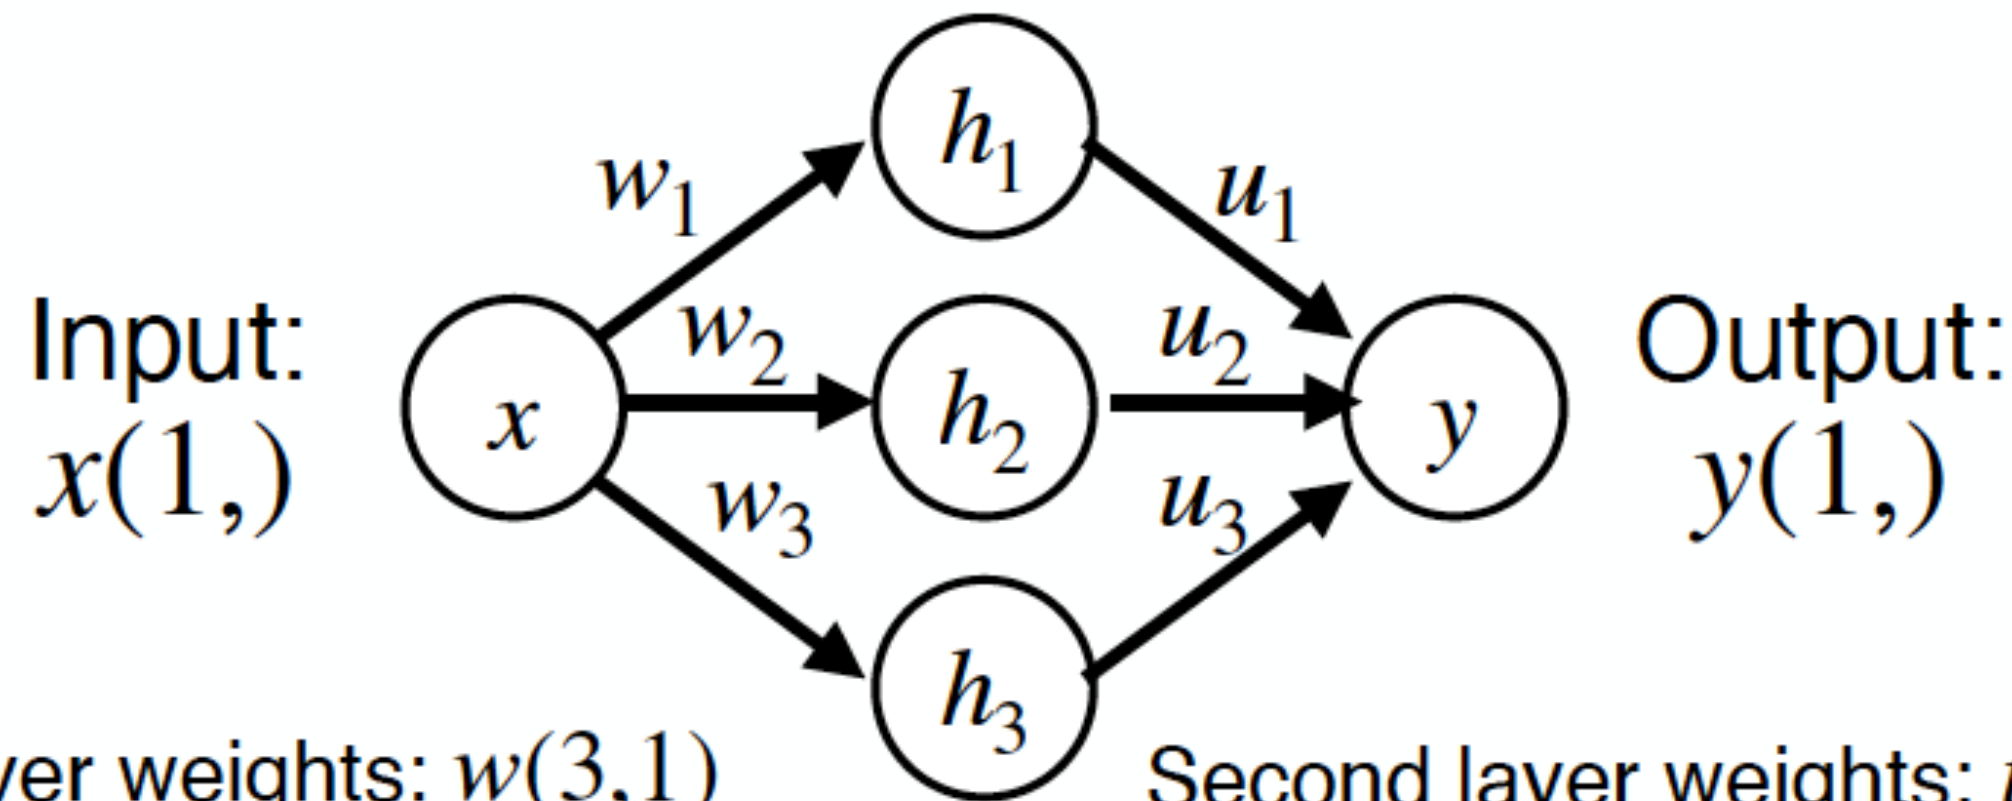 h₁
w₁
u₁
Input:
w₂
u₂
Output:
x(1,)
x
h₂
y
y(1,)
w₃
u₃
h₃
weights: w(3,1)
Second layer weights: